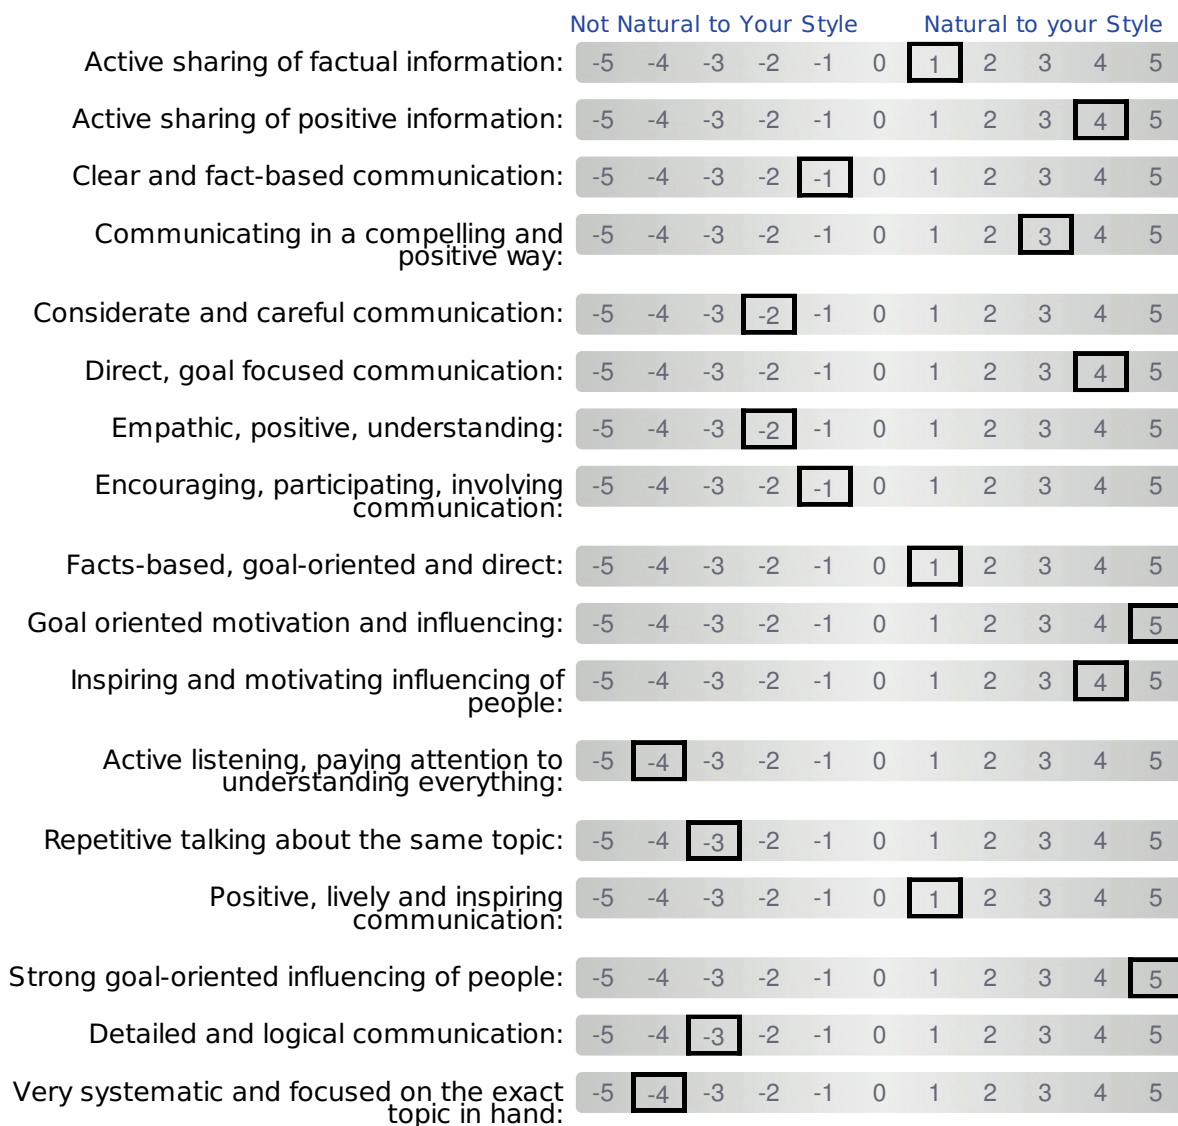 Not Natural to Your Style Natural to your Style
Active sharing of factual information: -5 -4 -3 -2 -1 0 1 2 3 4 5
Active sharing of positive information: -5 -4 -3 -2 -1 0 1 2 3 4 5
Clear and fact-based communication: -5 -4 -3 -2 -1 0 1 2 3 4 5
Communicating in a compelling and
positive way: -5 -4 -3 -2 -1 0 1 2 3 4 5
Considerate and careful communication: -5 -4 -3 -2 -1 0 1 2 3 4 5
Direct, goal focused communication: -5 -4 -3 -2 -1 0 1 2 3 4 5
Empathic, positive, understanding: -5 -4 -3 -2 -1 0 1 2 3 4 5
Encouraging, participating, involving
communication: -5 -4 -3 -2 -1 0 1 2 3 4 5
Facts-based, goal-oriented and direct: -5 -4 -3 -2 -1 0 1 2 3 4 5
Goal oriented motivation and influencing: -5 -4 -3 -2 -1 0 1 2 3 4 5
Inspiring and motivating influencing of
people: -5 -4 -3 -2 -1 0 1 2 3 4 5
Active listening, paying attention to
understanding everything: -5 -4 -3 -2 -1 0 1 2 3 4 5
Repetitive talking about the same topic: -5 -4 -3 -2 -1 0 1 2 3 4 5
Positive, lively and inspiring
communication: -5 -4 -3 -2 -1 0 1 2 3 4 5
Strong goal-oriented influencing of people: -5 -4 -3 -2 -1 0 1 2 3 4 5
Detailed and logical communication: -5 -4 -3 -2 -1 0 1 2 3 4 5
Very systematic and focused on the exact
topic in hand: -5 -4 -3 -2 -1 0 1 2 3 4 5